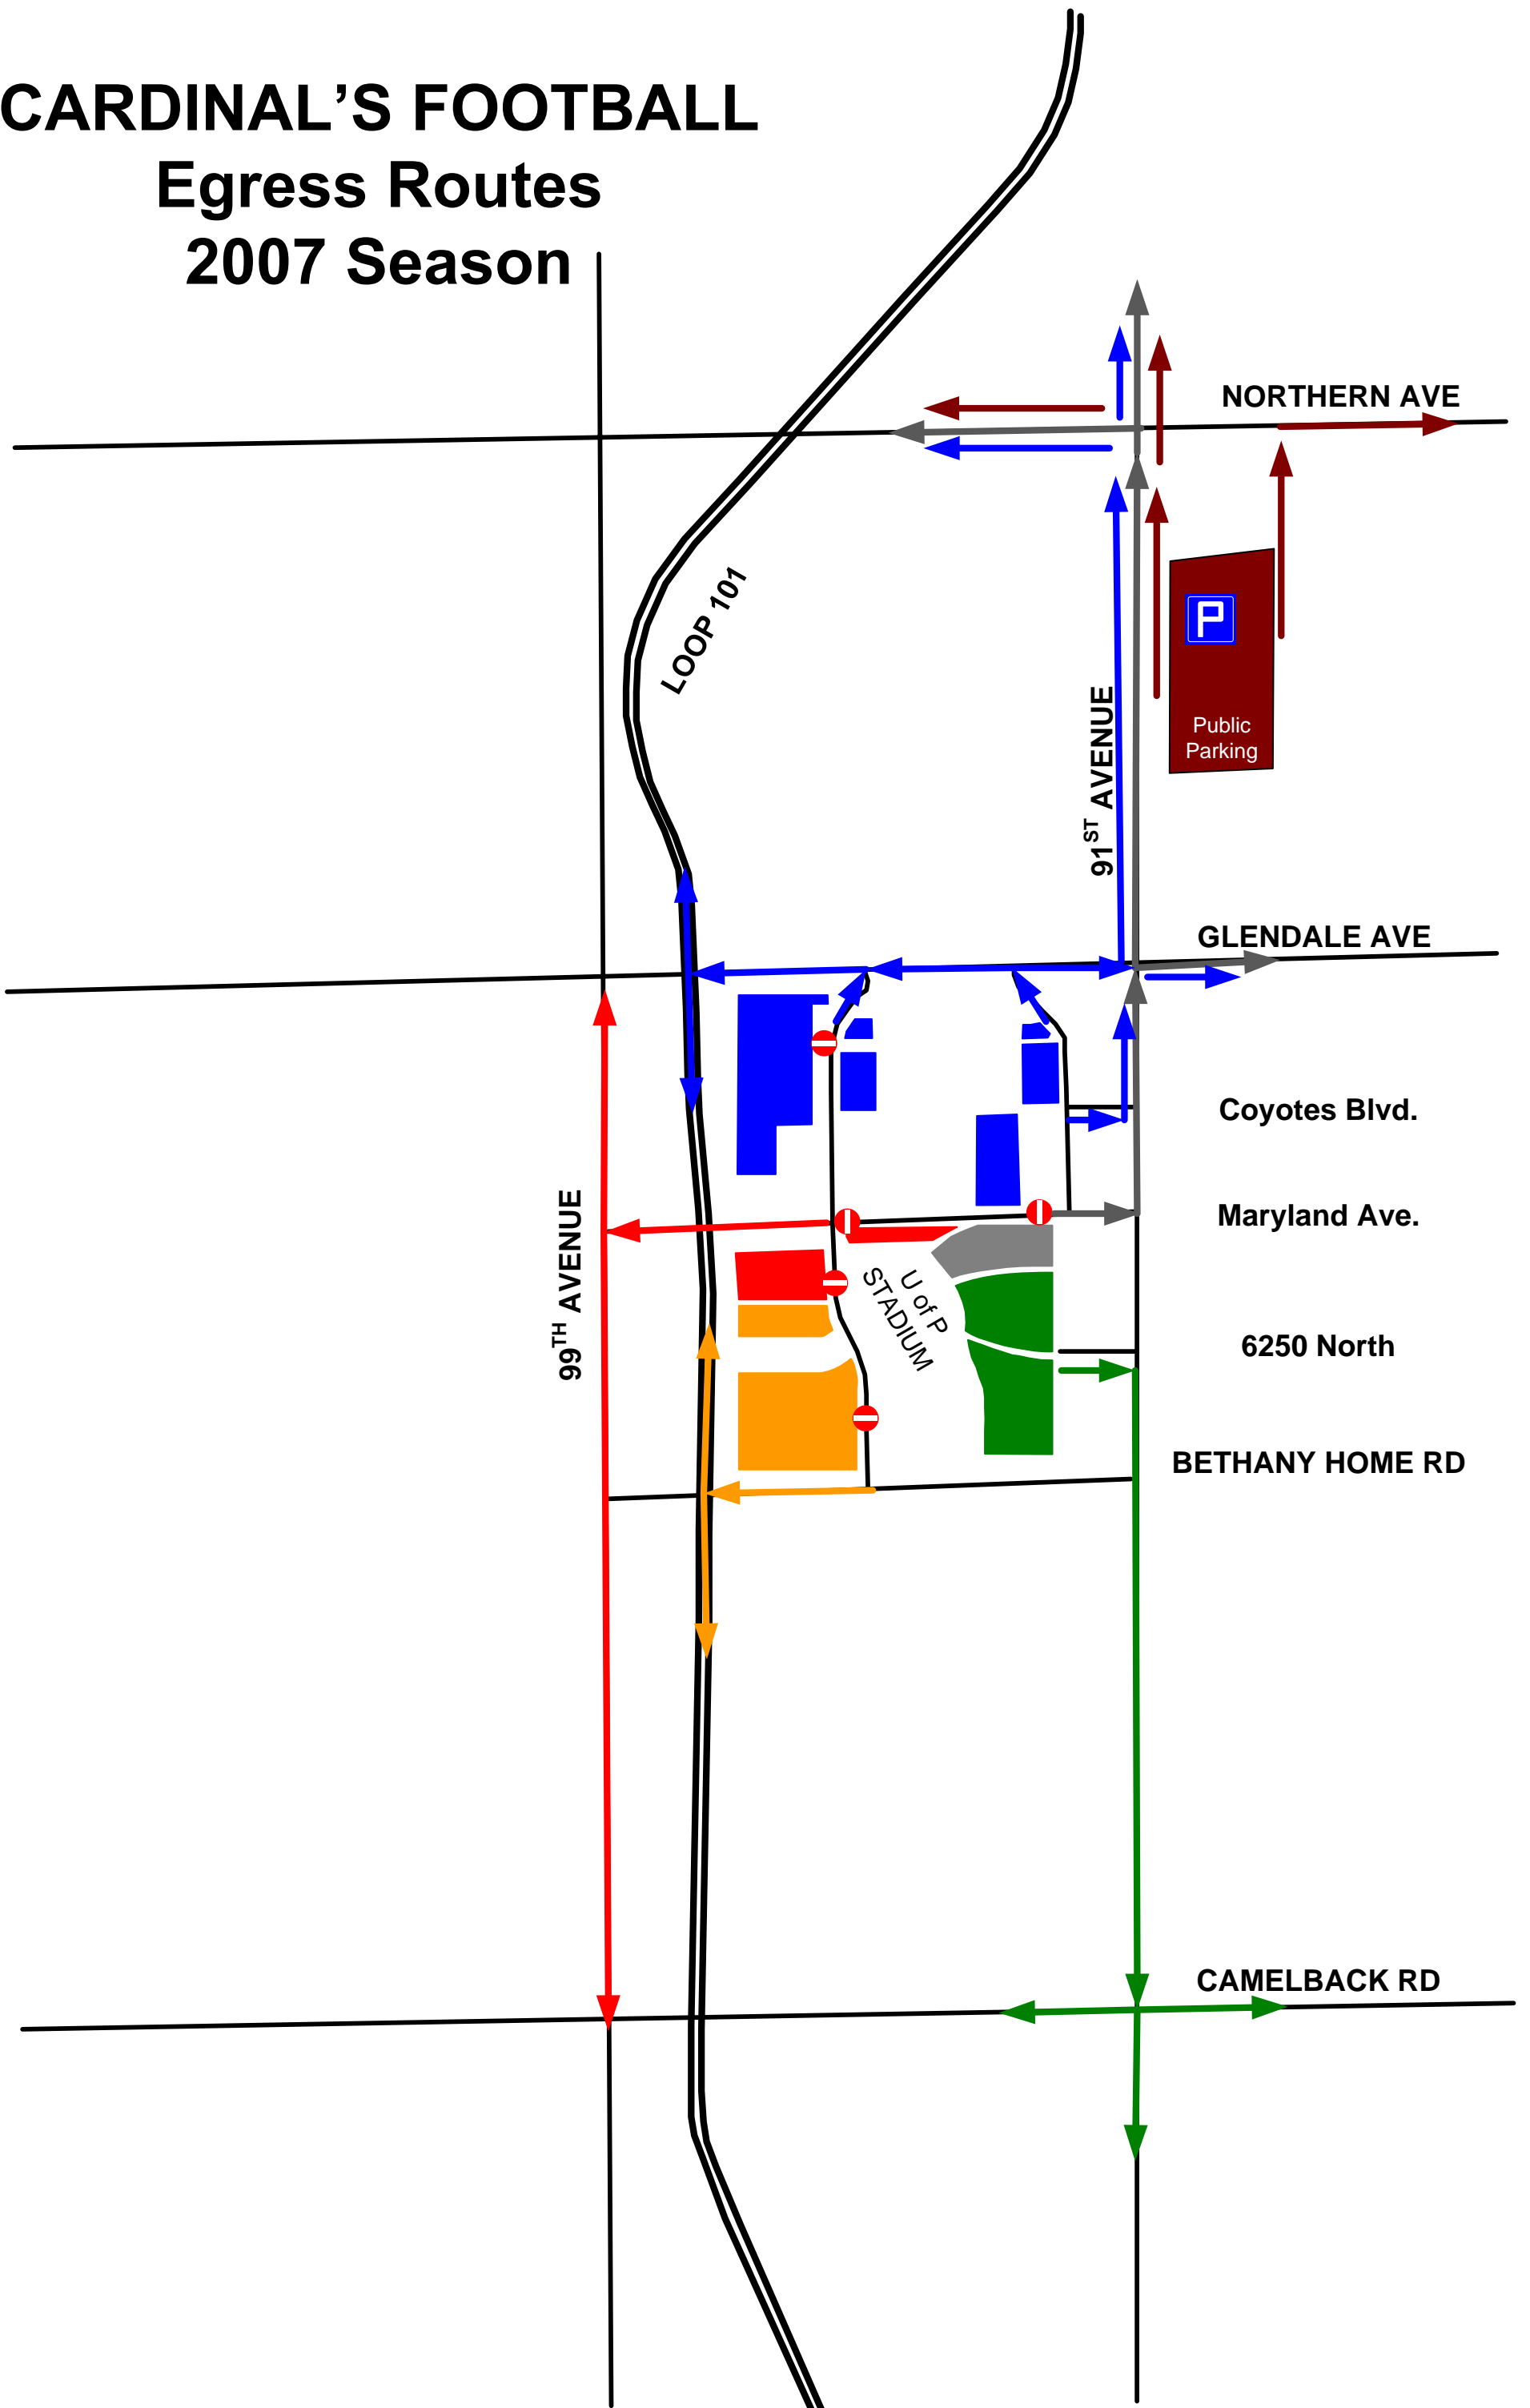 CARDINAL’S FOOTBALL
Egress Routes
2007 Season
NORTHERN AVE
LOOP 101
P
Public
Parking
91ST AVENUE
GLENDALE AVE
Coyotes Blvd.
Maryland Ave.
99TH AVENUE
U of P
STADIUM
6250 North
BETHANY HOME RD
CAMELBACK RD